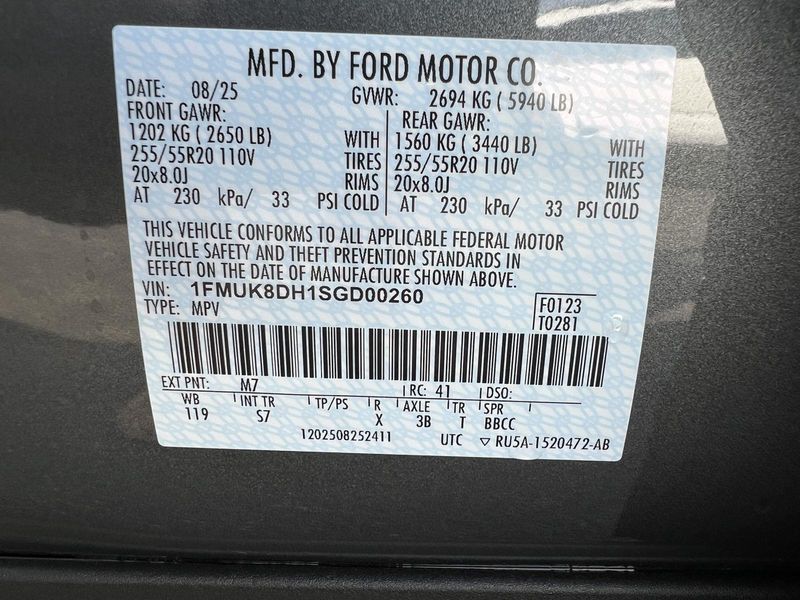 MFD. BY FORD MOTOR CO.
DATE: 08/25 GVWR: 2694 KG ( 5940 LB)
FRONT GAWR: REAR GAWR:
1202 KG ( 2650 LB) WITH 1560 KG ( 3440 LB) WITH
255/55R20 110V TIRES 255/55R20 110V TIRES
20x8.0J RIMS 20x8.0J RIMS
AT 230 kPa/ 33 PSI COLD AT 230 kPa/ 33 PSI COLD
THIS VEHICLE CONFORMS TO ALL APPLICABLE FEDERAL MOTOR
VEHICLE SAFETY AND THEFT PREVENTION STANDARDS IN
EFFECT ON THE DATE OF MANUFACTURE SHOWN ABOVE.
VIN: 1FMUK8DH1SGD00260 F0123
TYPE: MPV T0281
EXT PNT: M7 RC: 41 DSO:
WB INT TR TP/PS R AXLE TR SPR
119 S7 X 3B T BBCC
1202508252411 UTC ▽ RU5A-1520472-AB